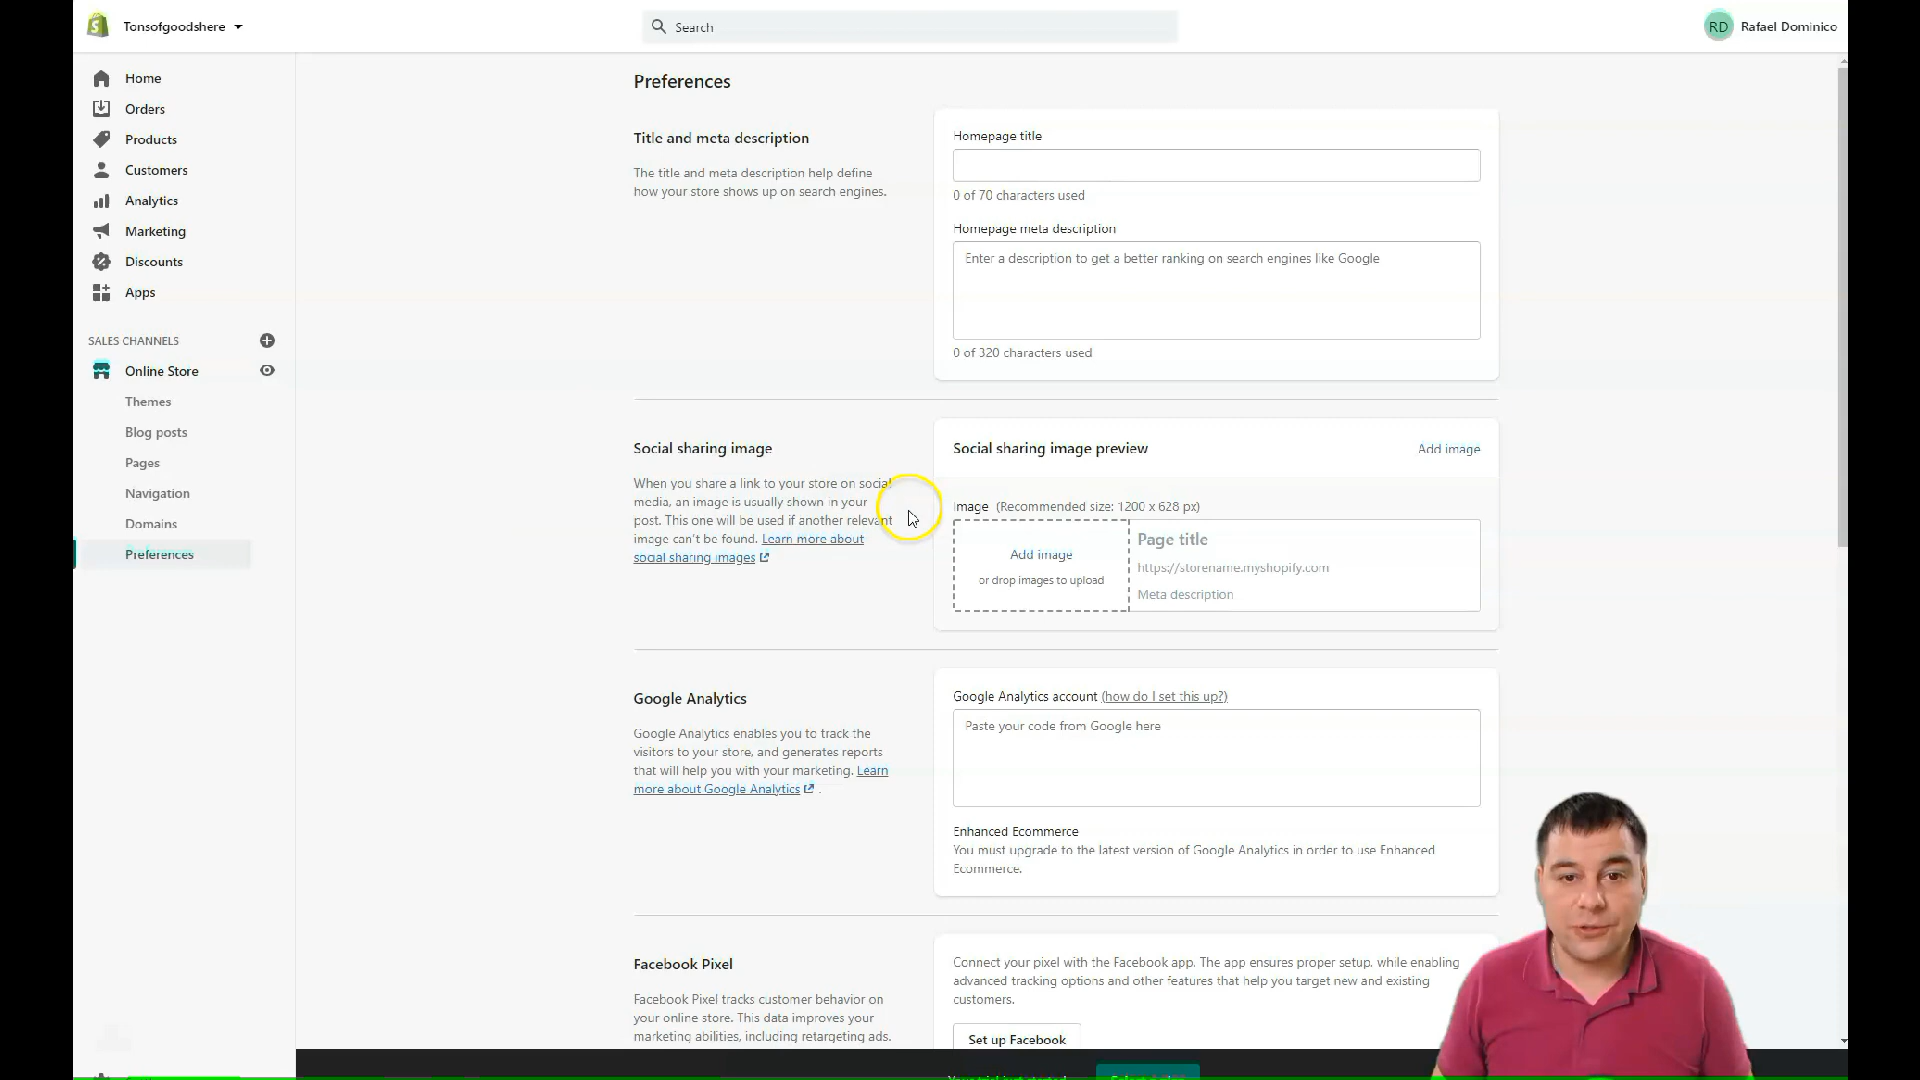 Tonsofgoodshere
Search
RD
Rafael Dominico
Home
Orders
Products
Customers
Analytics
Marketing
Discounts
Apps
SALES CHANNELS
Online Store
Themes
Blog posts
Pages
Navigation
Domains
Preferences
Preferences
Title and meta description
The title and meta description help define
how your store shows up on search engines.
Homepage title
0 of 70 characters used
Homepage meta description
Enter a description to get a better ranking on search engines like Google
0 of 320 characters used
Social sharing image
When you share a link to your store on social
media, an image is usually shown in your
post. This one will be used if another relevant
image can't be found. Learn more about
social sharing images
Social sharing image preview
Add image
Image (Recommended size: 1200 x 628 px)
Add image
or drop images to upload
Page title
https://storename.myshopify.com
Meta description
Google Analytics
Google Analytics enables you to track the
visitors to your store, and generates reports
that will help you with your marketing. Learn
more about Google Analytics .
Google Analytics account (how do I set this up?)
Paste your code from Google here
Enhanced Ecommerce
You must upgrade to the latest version of Google Analytics in order to use Enhanced
Ecommerce.
Facebook Pixel
Facebook Pixel tracks customer behavior on
your online store. This data improves your
marketing abilities, including retargeting ads.
Connect your pixel with the Facebook app. The app ensures proper setup, while enabling
advanced tracking options and other features that help you target new and existing
customers.
Set up Facebook